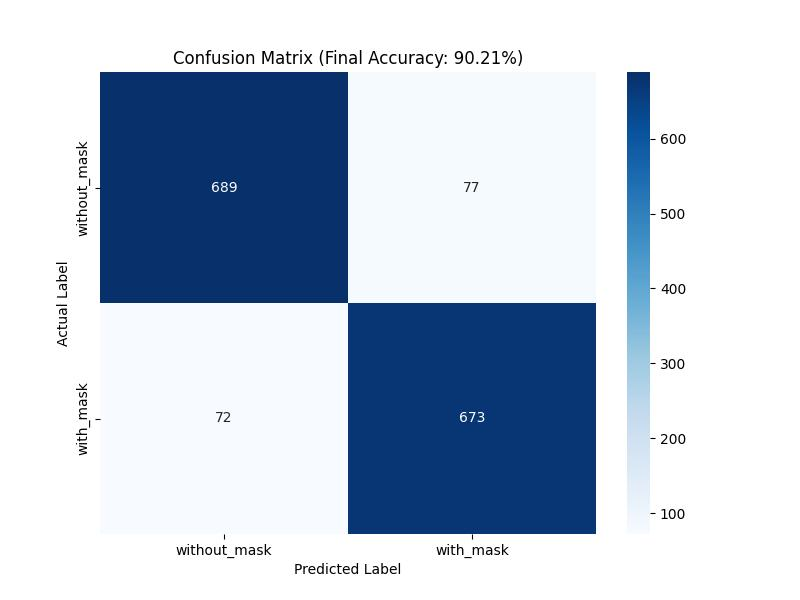 Confusion Matrix (Final Accuracy: 90.21%)
Actual Label
without_mask
689
77
with_mask
72
673
without_mask
with_mask
Predicted Label
600
500
400
300
200
100